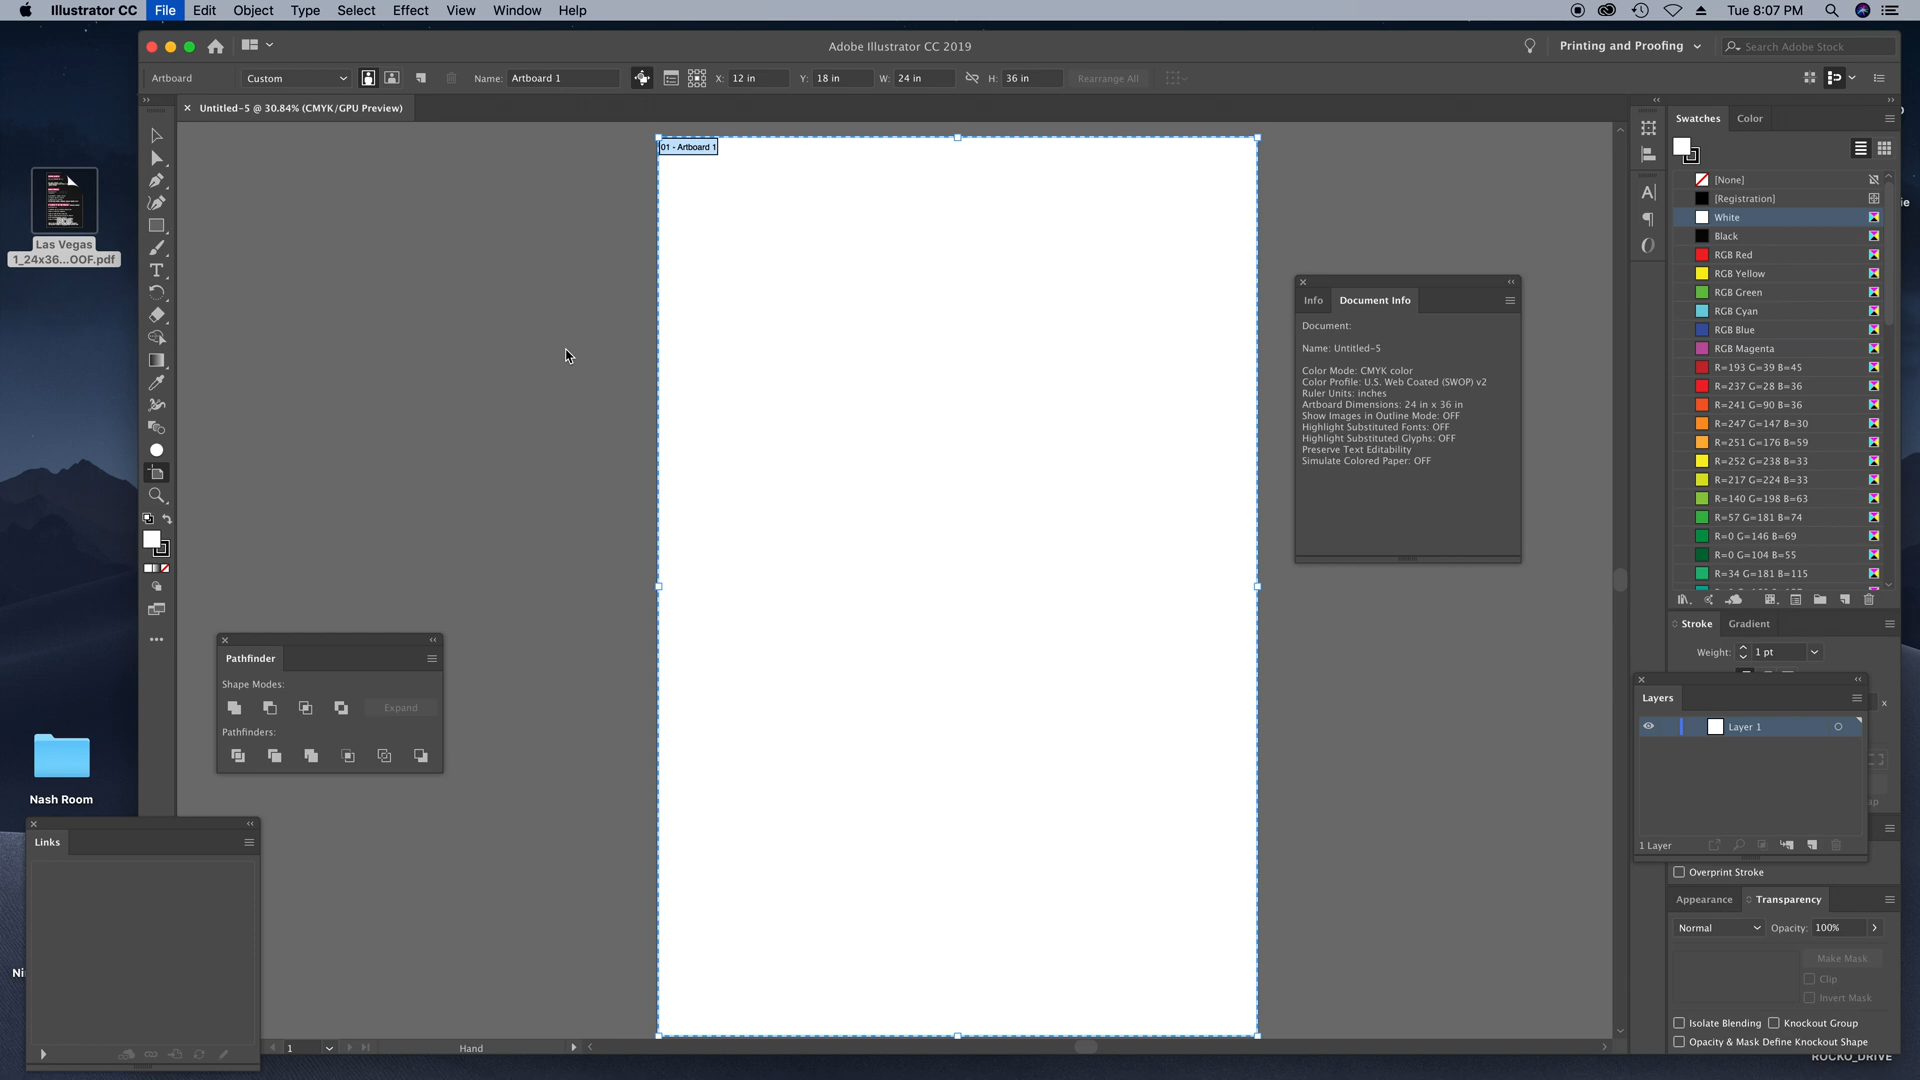 Illustrator CC File Edit Object Type Select Effect View Window Help Tue 8:07 PM
Adobe Illustrator CC 2019 Printing and Proofing Search Adobe Stock
Artboard Custom Name: Artboard 1 X: 12 in Y: 18 in W: 24 in H: 36 in Rearrange All
Untitled-5 @ 30.84% (CMYK/GPU Preview)
01 - Artboard 1
Las Vegas
1_24x36...OOF.pdf
Nash Room
Info Document Info
Document:
Name: Untitled-5
Color Mode: CMYK color
Color Profile: U.S. Web Coated (SWOP) v2
Ruler Units: inches
Artboard Dimensions: 24 in x 36 in
Show Images in Outline Mode: OFF
Highlight Substituted Fonts: OFF
Highlight Substituted Glyphs: OFF
Preserve Text Editability
Simulate Colored Paper: OFF
Pathfinder
Shape Modes:
Expand
Pathfinders:
Links
1 Hand
Swatches Color
[None]
[Registration]
White
Black
RGB Red
RGB Yellow
RGB Green
RGB Cyan
RGB Blue
RGB Magenta
R=193 G=39 B=45
R=237 G=28 B=36
R=241 G=90 B=36
R=247 G=147 B=30
R=251 G=176 B=59
R=252 G=238 B=33
R=217 G=224 B=33
R=140 G=198 B=63
R=57 G=181 B=74
R=0 G=146 B=69
R=0 G=104 B=55
R=34 G=181 B=115
Stroke Gradient
Weight: 1 pt
Layers
Layer 1
1 Layer
Overprint Stroke
Appearance Transparency
Normal Opacity: 100%
Make Mask
Clip
Invert Mask
Isolate Blending Knockout Group
Opacity & Mask Define Knockout Shape
ROCKO_DRIVE